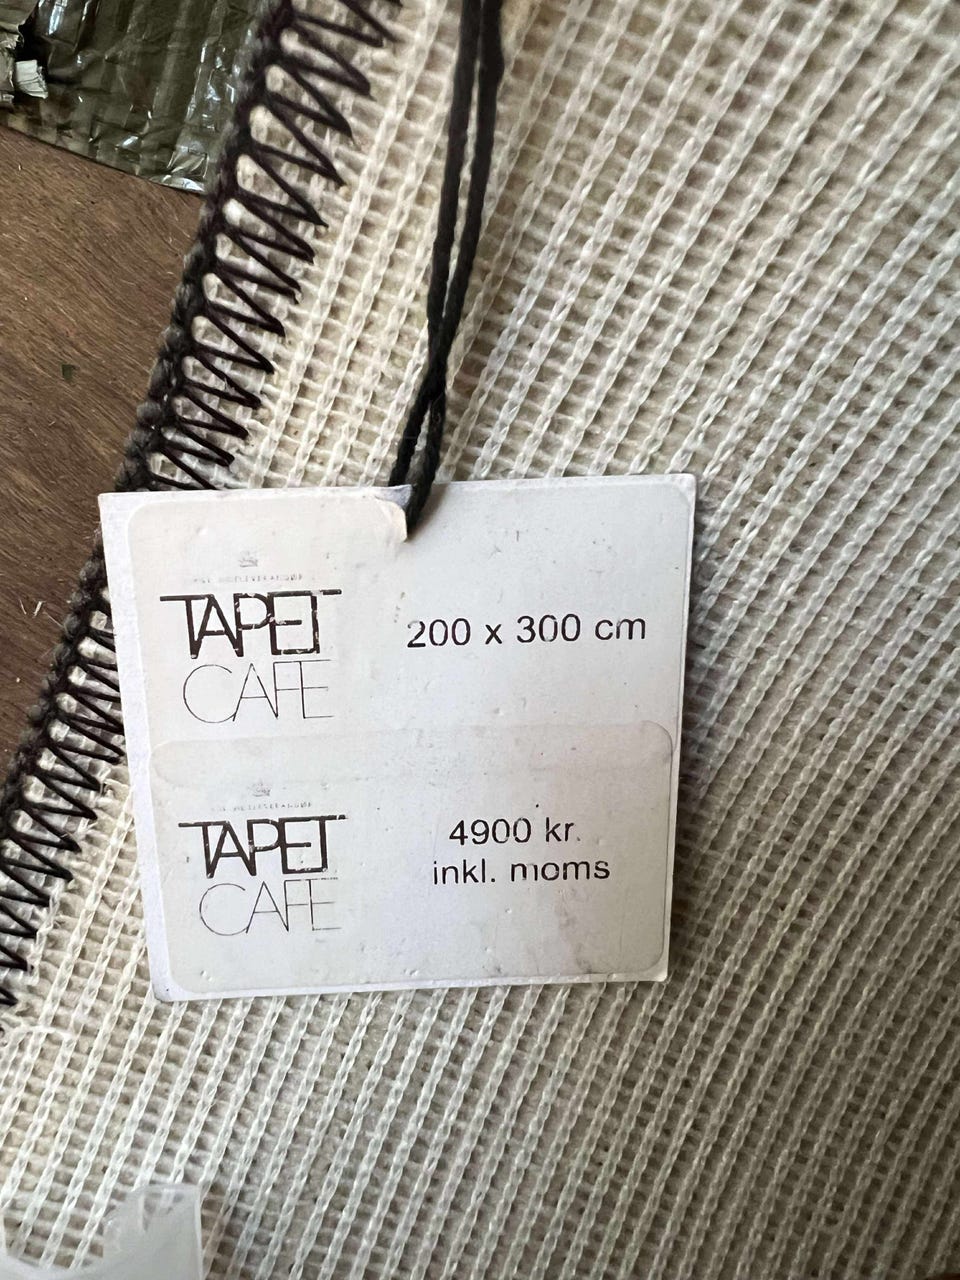 TAPET
CAFE
200 x 300 cm
TAPET
CAFE
4900 kr.
inkl. moms